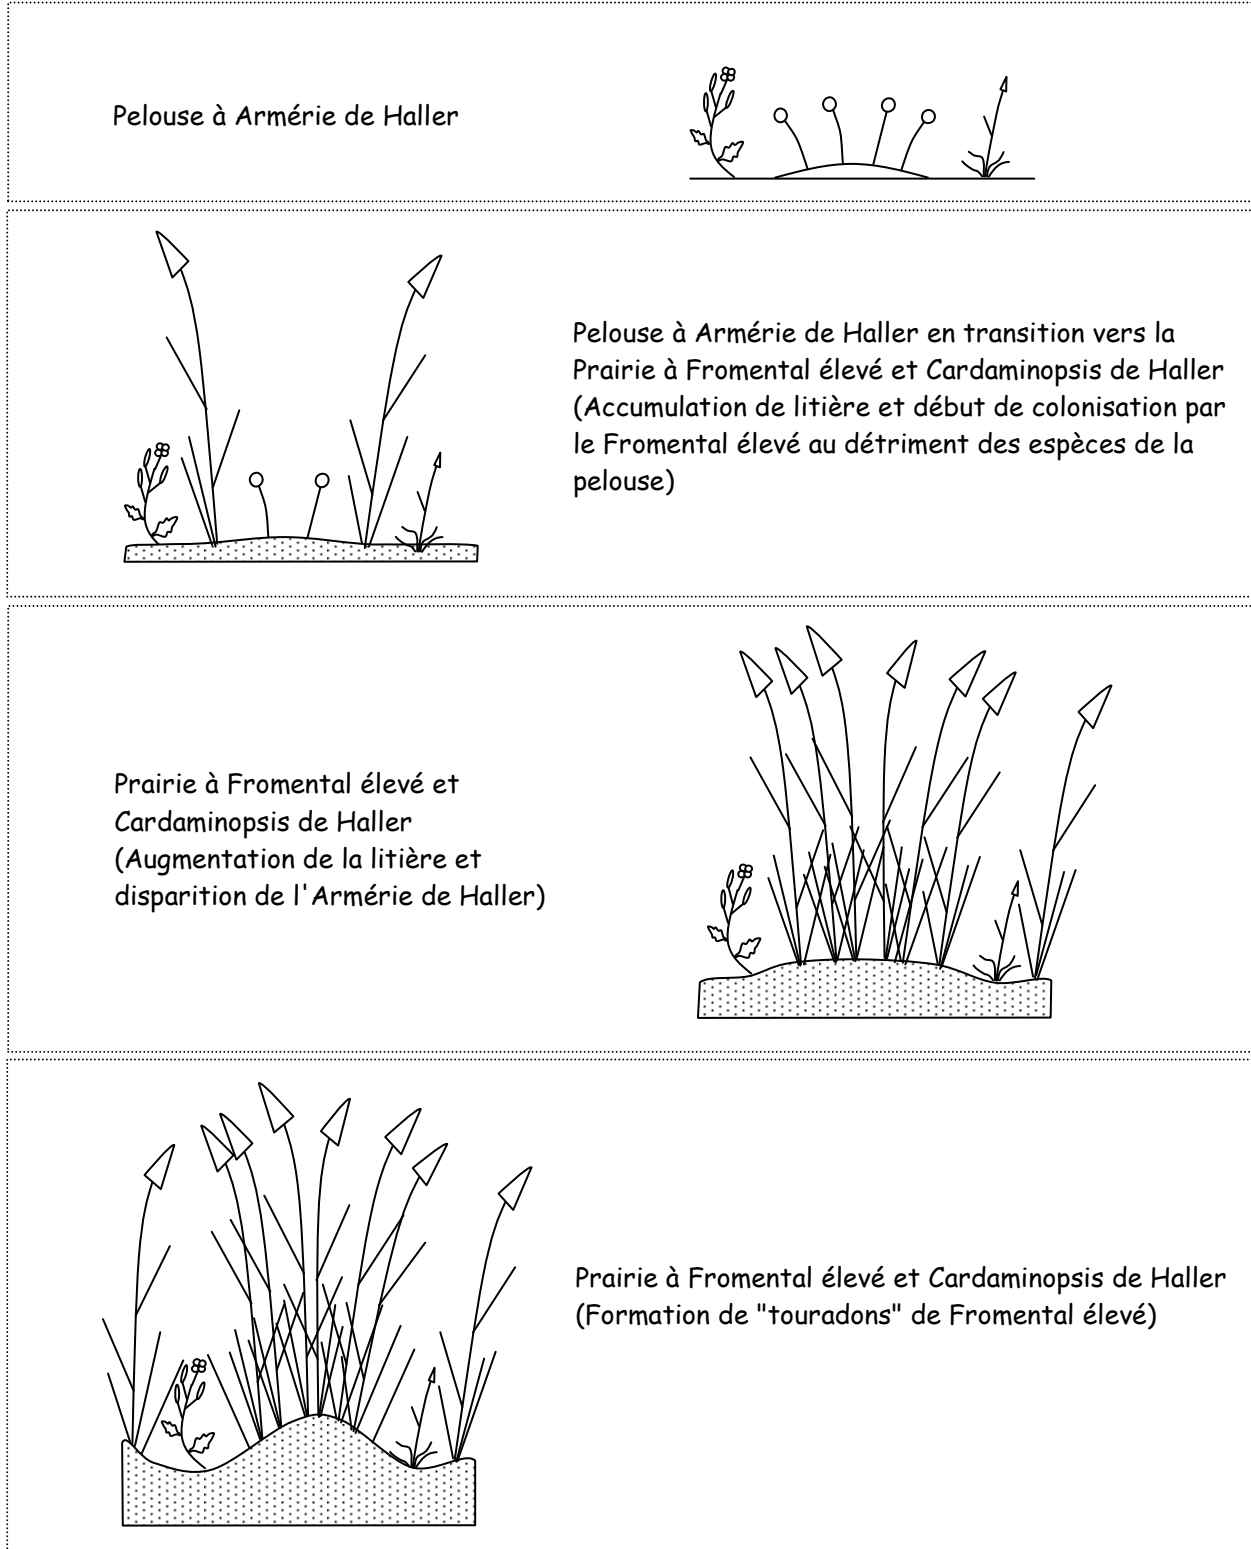 Pelouse à Armérie de Haller
Pelouse à Armérie de Haller en transition vers la
Prairie à Fromental élevé et Cardaminopsis de Haller
(Accumulation de litière et début de colonisation par
le Fromental élevé au détriment des espèces de la
pelouse)
Prairie à Fromental élevé et
Cardaminopsis de Haller
(Augmentation de la litière et
disparition de l'Armérie de Haller)
Prairie à Fromental élevé et Cardaminopsis de Haller
(Formation de "touradons" de Fromental élevé)